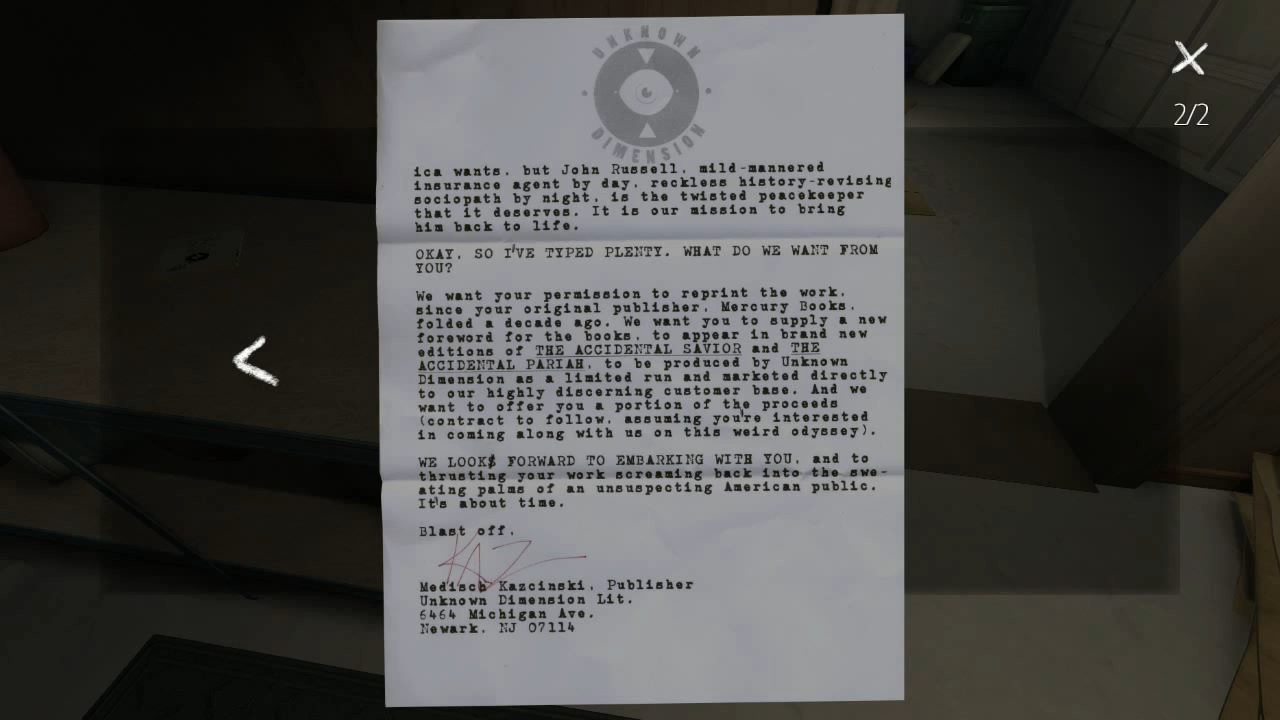 UNKNOWN
DIMENSION
2/2
ica wants, but John Russell, mild-mannered
insurance agent by day, reckless history-revising
sociopath by night, is the twisted peacekeeper
that it deserves. It is our mission to bring
him back to life.
OKAY, SO I'VE TYPED PLENTY. WHAT DO WE WANT FROM
YOU?
We want your permission to reprint the work,
since your original publisher, Mercury Books,
folded a decade ago. We want you to supply a new
foreword for the books, to appear in brand new
editions of THE ACCIDENTAL SAVIOR and THE
ACCIDENTAL PARIAH, to be produced by Unknown
Dimension as a limited run and marketed directly
to our highly discerning customer base. And we
want to offer you a portion of the proceeds
(contract to follow, assuming you're interested
in coming along with us on this weird odyssey).
WE LOOK$ FORWARD TO EMBARKING WITH YOU, and to
thrusting your work screaming back into the swe-
ating palms of an unsuspecting American public.
It's about time.
Blast off,
KAZ
Medisch Kazcinski, Publisher
Unknown Dimension Lit.
6464 Michigan Ave.
Newark, NJ 07114